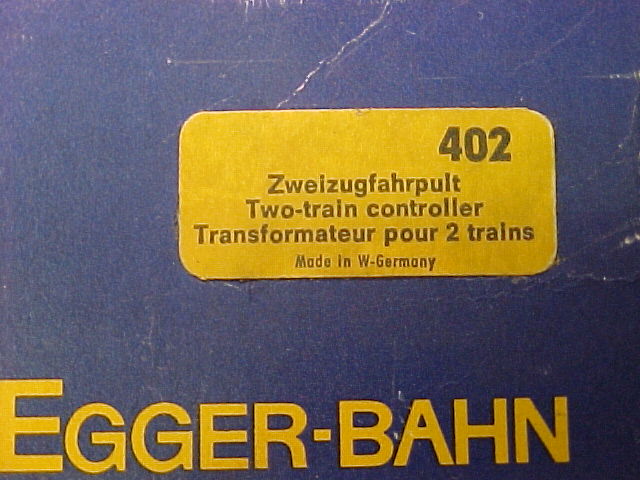 402
Zweizugfahrpult
Two-train controller
Transformateur pour 2 trains
Made in W-Germany
EGGER-BAHN